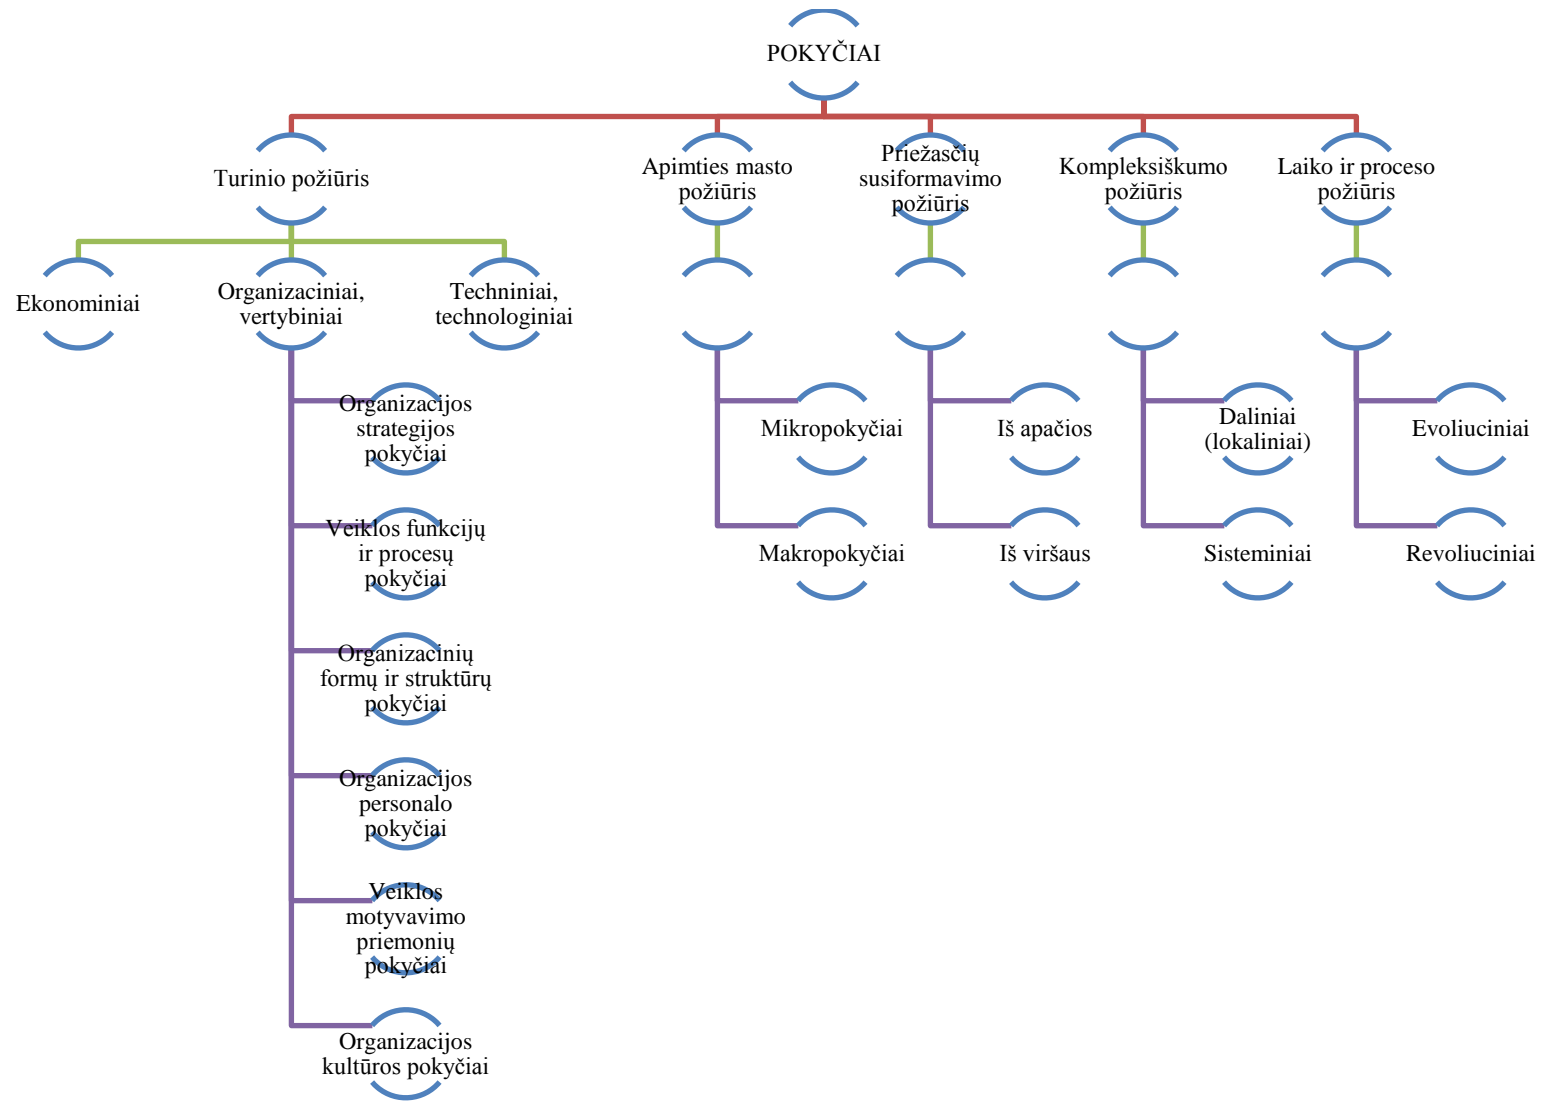 POKYČIAI
Turinio požiūris
Apimties masto
požiūris
Priežasčių
susiformavimo
požiūris
Kompleksiškumo
požiūris
Laiko ir proceso
požiūris
Ekonominiai
Organizaciniai,
vertybiniai
Techniniai,
technologiniai
Organizacijos
strategijos
pokyčiai
Veiklos funkcijų
ir procesų
pokyčiai
Organizacinių
formų ir struktūrų
pokyčiai
Organizacijos
personalo
pokyčiai
Veiklos
motyvavimo
priemonių
pokyčiai
Organizacijos
kultūros pokyčiai
Mikropokyčiai
Makropokyčiai
Iš apačios
Iš viršaus
Daliniai
(lokaliniai)
Sisteminiai
Evoliuciniai
Revoliuciniai